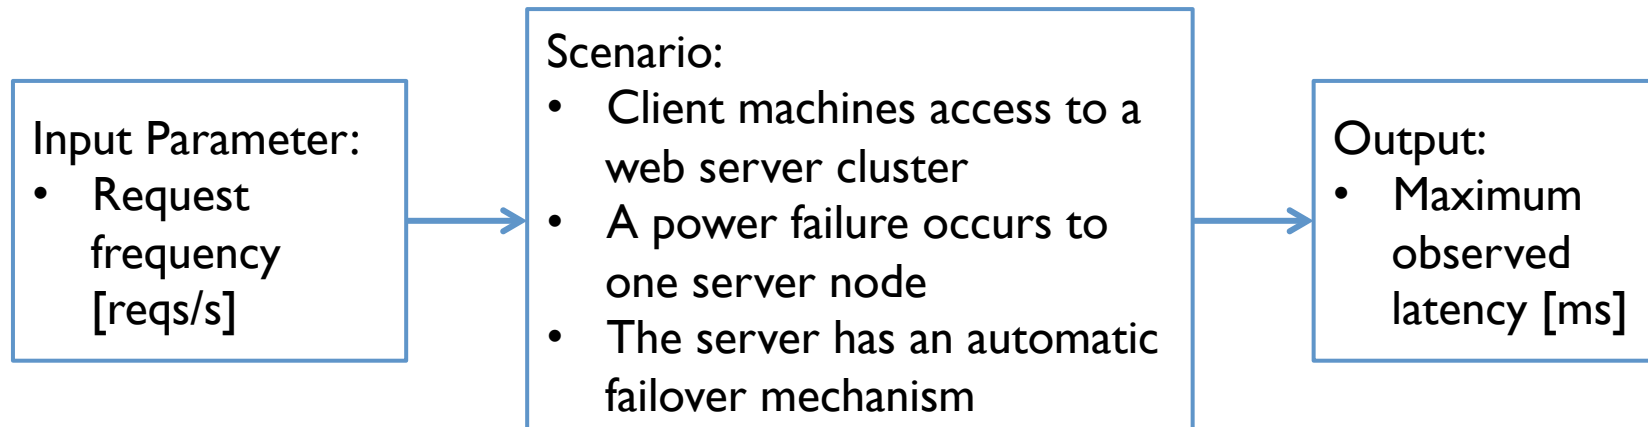 Input Parameter:
• Request
frequency
[reqs/s]
Scenario:
• Client machines access to a
web server cluster
• A power failure occurs to
one server node
• The server has an automatic
failover mechanism
Output:
• Maximum
observed
latency [ms]